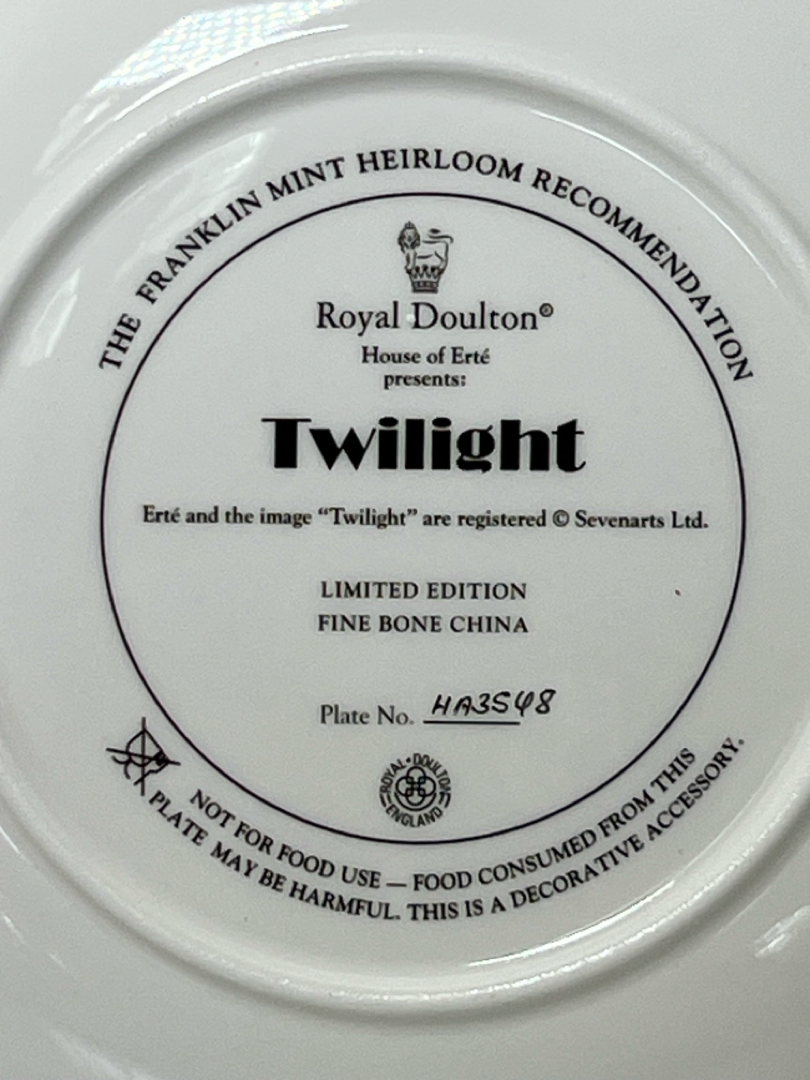 THE FRANKLIN MINT HEIRLOOM RECOMMENDATION
Royal Doulton®
House of Erté
presents:
Twilight
Erté and the image “Twilight” are registered © Sevenarts Ltd.
LIMITED EDITION
FINE BONE CHINA
Plate No. HA3548
ROYAL • DOULTON
ENGLAND
NOT FOR FOOD USE — FOOD CONSUMED FROM THIS
PLATE MAY BE HARMFUL. THIS IS A DECORATIVE ACCESSORY.